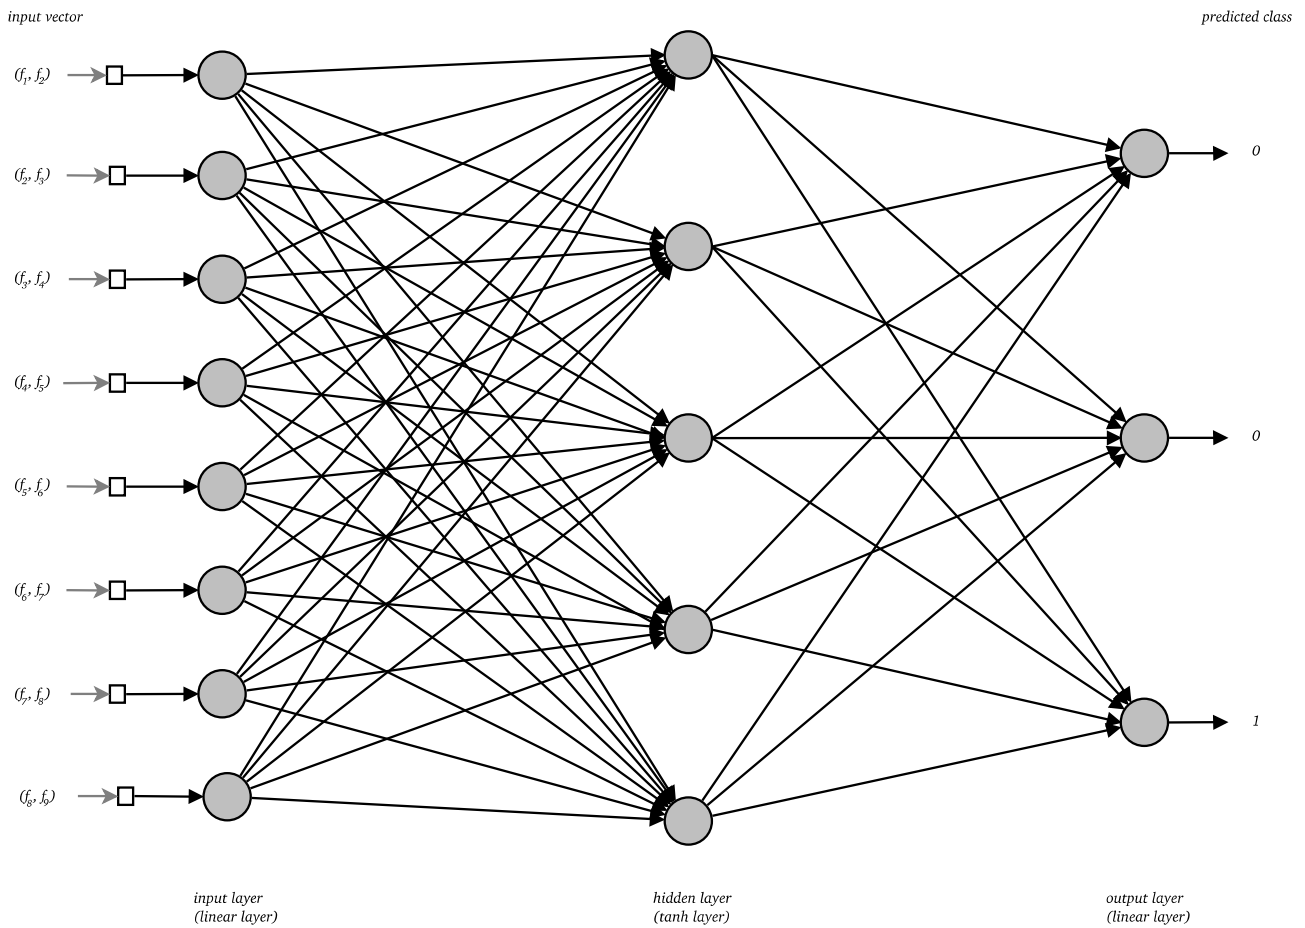 input vector
predicted class
(f1, f2)
0
(f2, f3)
(f3, f4)
(f4, f5)
0
(f5, f6)
(f6, f7)
(f7, f8)
1
(f8, f9)
input layer
(linear layer)
hidden layer
(tanh layer)
output layer
(linear layer)